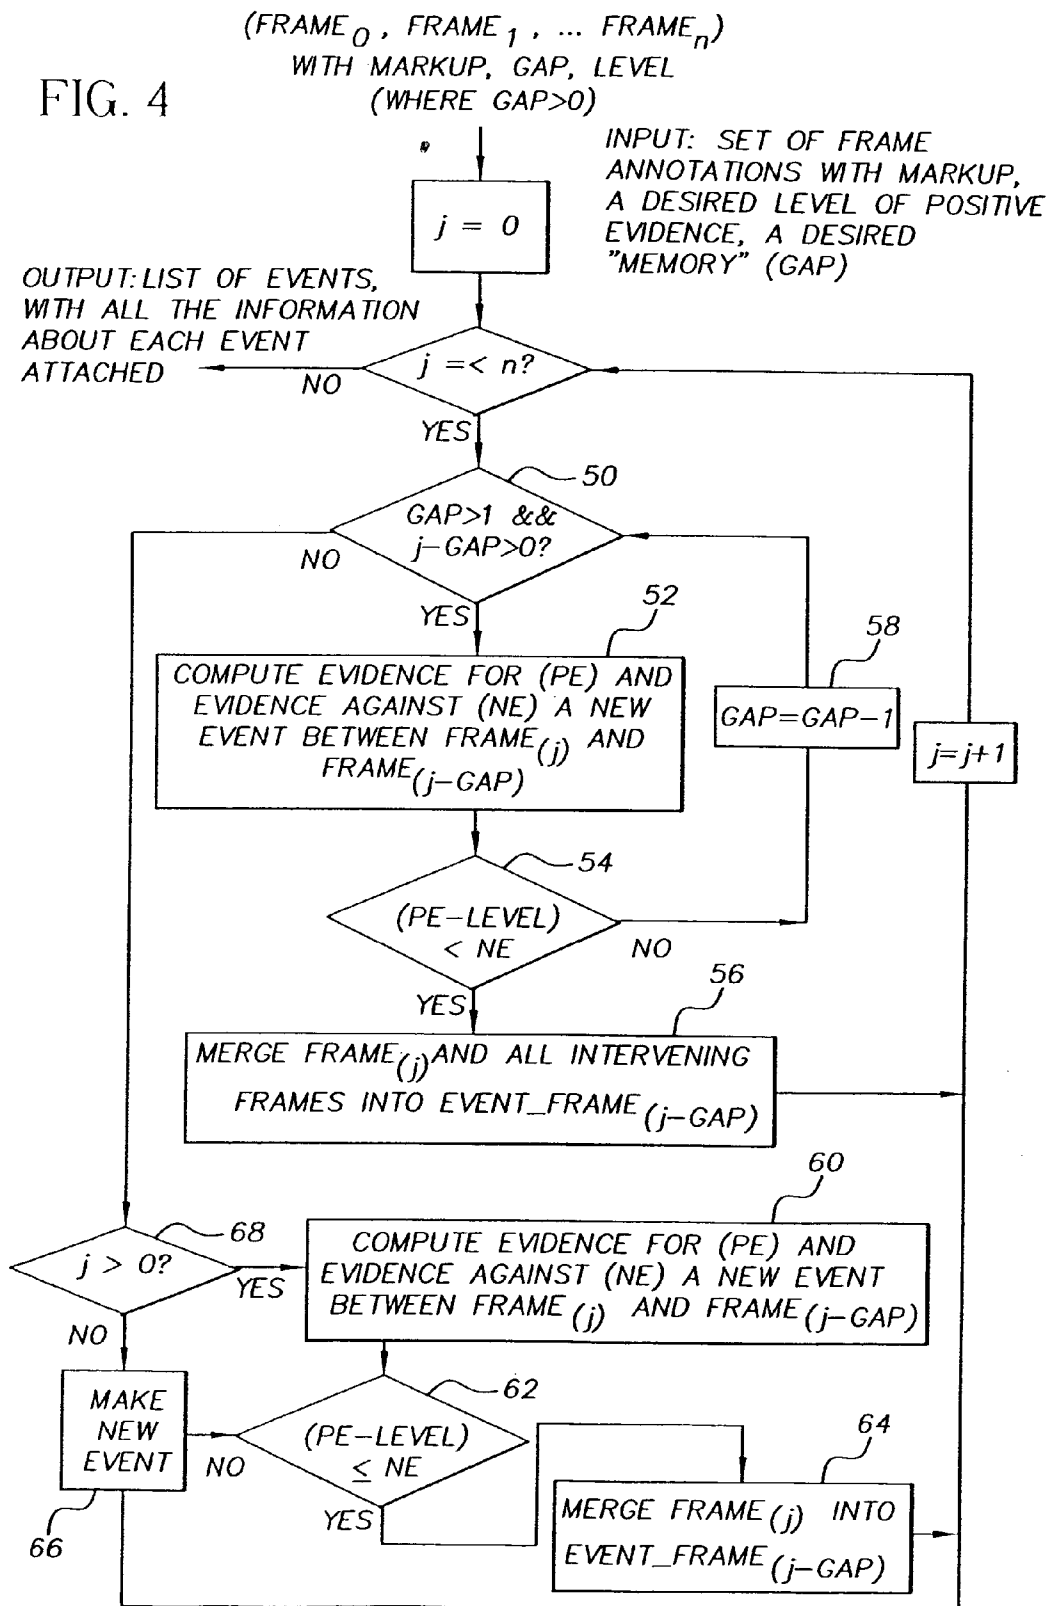 (FRAME0, FRAME1, ... FRAMEn)
WITH MARKUP, GAP, LEVEL
(WHERE GAP>0)
FIG. 4
INPUT: SET OF FRAME
ANNOTATIONS WITH MARKUP,
A DESIRED LEVEL OF POSITIVE
EVIDENCE, A DESIRED
"MEMORY" (GAP)
j = 0
OUTPUT: LIST OF EVENTS,
WITH ALL THE INFORMATION
ABOUT EACH EVENT
ATTACHED
j =< n?
NO
YES
50
GAP>1 &&
j-GAP>0?
NO
YES
52
COMPUTE EVIDENCE FOR (PE) AND
EVIDENCE AGAINST (NE) A NEW
EVENT BETWEEN FRAME(j) AND
FRAME(j-GAP)
58
GAP=GAP-1
j=j+1
54
(PE-LEVEL)
< NE
NO
YES
56
MERGE FRAME(j) AND ALL INTERVENING
FRAMES INTO EVENT_FRAME(j-GAP)
60
68
j > 0?
YES
COMPUTE EVIDENCE FOR (PE) AND
EVIDENCE AGAINST (NE) A NEW EVENT
BETWEEN FRAME(j) AND FRAME(j-GAP)
NO
MAKE
NEW
EVENT
66
NO
62
(PE-LEVEL)
≤ NE
YES
64
MERGE FRAME(j) INTO
EVENT_FRAME(j-GAP)